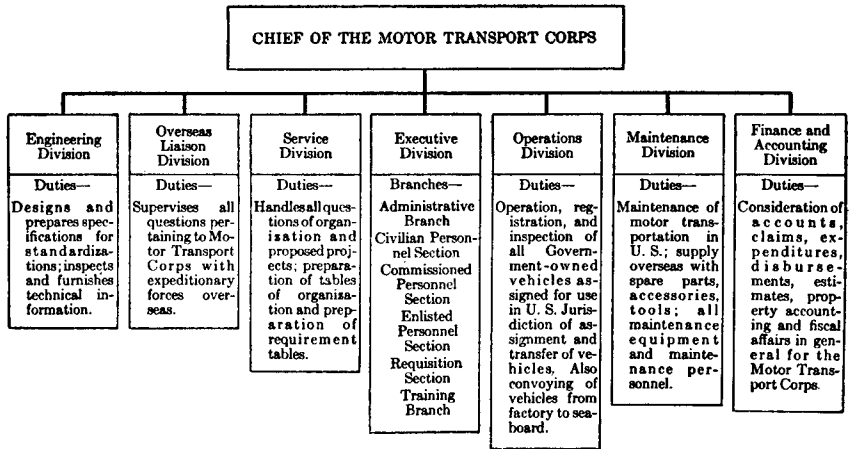 CHIEF OF THE MOTOR TRANSPORT CORPS
Engineering
Division
Duties—
Designs and
prepares spec-
ifications for
standardiza-
tions; inspects
and furnishes
technical in-
formation.
Overseas
Liaison
Division
Duties—
Supervises all
questions per-
taining to Mo-
tor Transport
Corps with
expeditionary
forces over-
seas.
Service
Division
Duties—
Handles all ques-
tions of organ-
isation and
proposed proj-
ects; preparation
of tables
of organisa-
tion and prep-
aration of
requirement
tables.
Executive
Division
Branches—
Administrative
Branch
Civilian Person-
nel Section
Commissioned
Personnel
Section
Enlisted
Personnel
Section
Requisition
Section
Training
Branch
Operations
Division
Duties—
Operation, reg-
istration, and
inspection of
all Govern-
ment-owned
vehicles as-
signed for use
in U. S. Juris-
diction of as-
signment and
transfer of ve-
hicles. Also
convoying of
vehicles from
factory to sea-
board.
Maintenance
Division
Duties—
Maintenance of
motor trans-
portation in
U. S.; supply
overseas with
spare parts,
accessories,
tools; all
maintenance
equipment
and mainte-
nance per-
sonnel.
Finance and
Accounting
Division
Duties—
Consideration of
accounts,
claims, ex-
penditures,
disburse-
ments, esti-
mates, property
accounting
and fiscal
affairs in gen-
eral for the
Motor Trans-
port Corps.